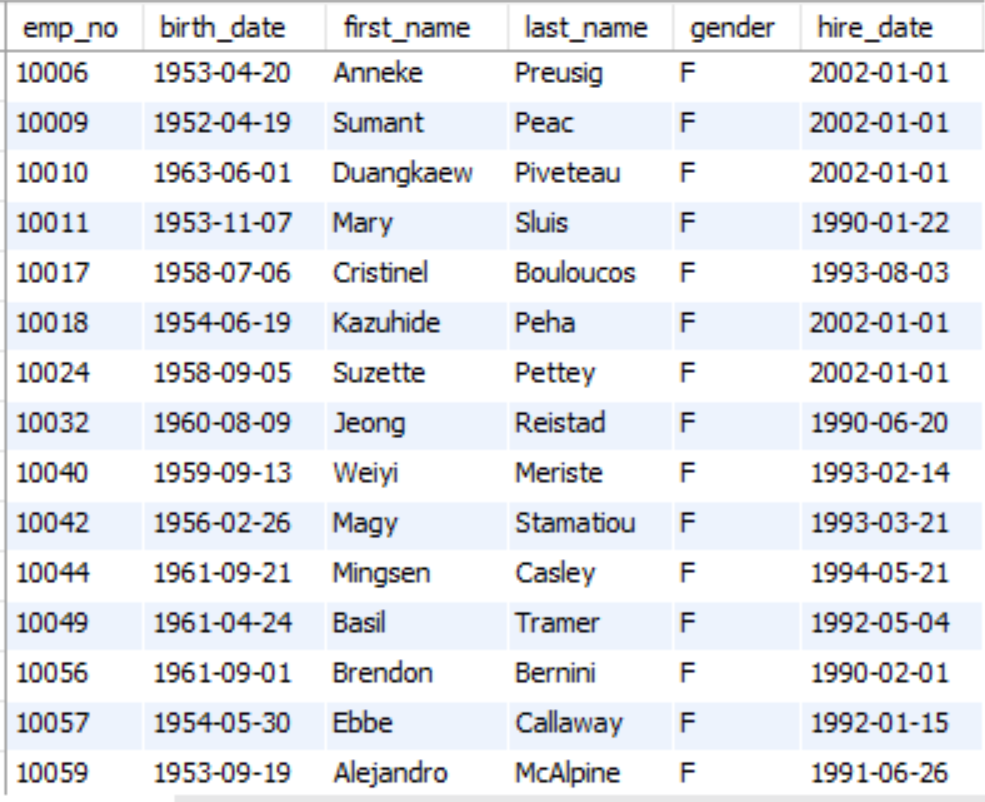 emp_no birth_date first_name last_name gender hire_date
10006 1953-04-20 Anneke Preusig F 2002-01-01
10009 1952-04-19 Sumant Peac F 2002-01-01
10010 1963-06-01 Duangkaew Piveteau F 2002-01-01
10011 1953-11-07 Mary Sluis F 1990-01-22
10017 1958-07-06 Cristinel Bouloucos F 1993-08-03
10018 1954-06-19 Kazuhide Peha F 2002-01-01
10024 1958-09-05 Suzette Pettey F 2002-01-01
10032 1960-08-09 Jeong Reistad F 1990-06-20
10040 1959-09-13 Weiyi Meriste F 1993-02-14
10042 1956-02-26 Magy Stamatiou F 1993-03-21
10044 1961-09-21 Mingsen Casley F 1994-05-21
10049 1961-04-24 Basil Tramer F 1992-05-04
10056 1961-09-01 Brendon Bernini F 1990-02-01
10057 1954-05-30 Ebbe Callaway F 1992-01-15
10059 1953-09-19 Alejandro McAlpine F 1991-06-26